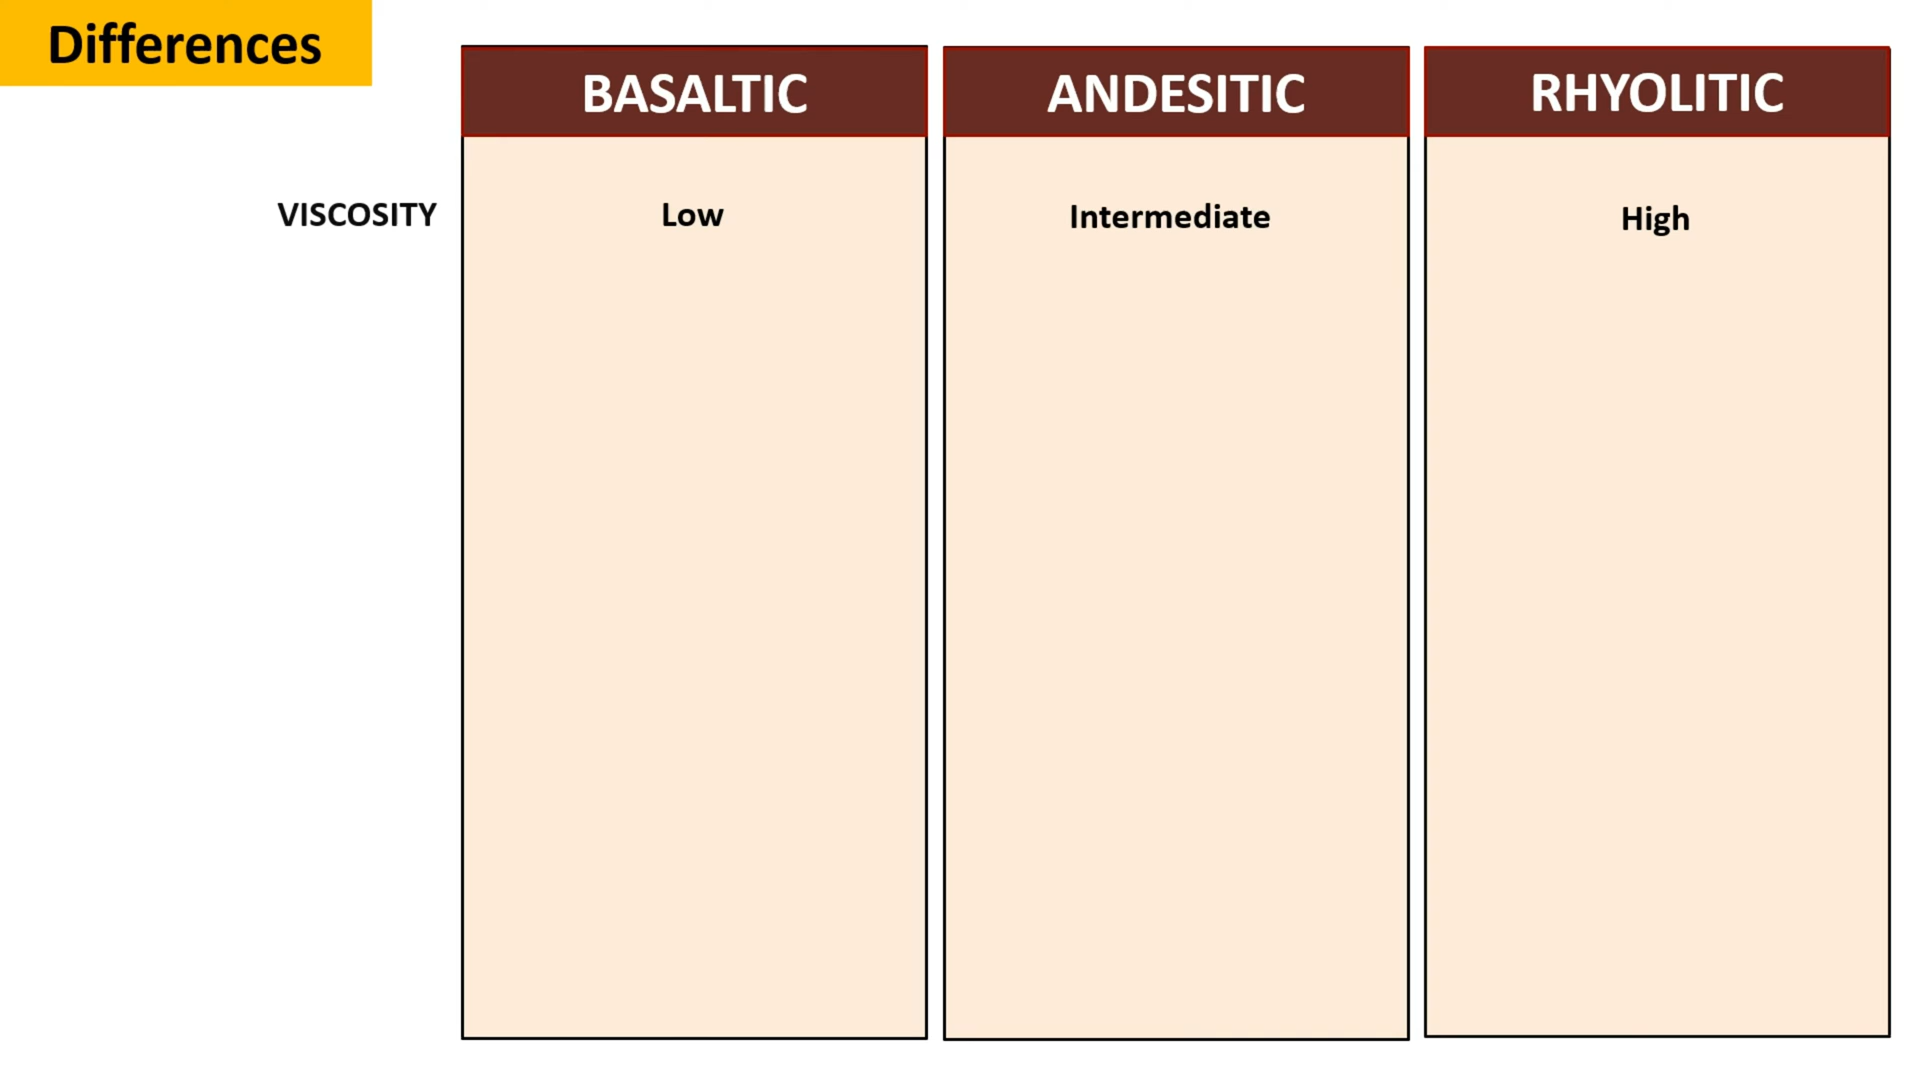 Differences
BASALTIC
ANDESITIC
RHYOLITIC
VISCOSITY
Low
Intermediate
High